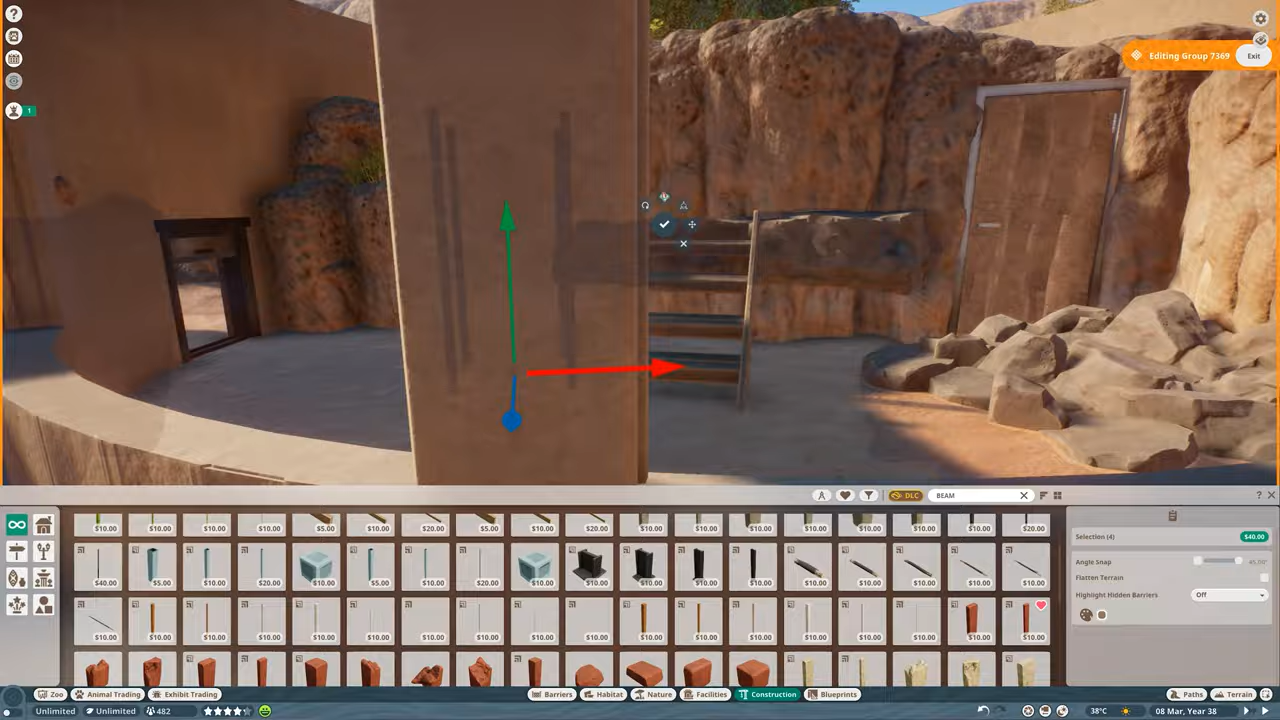 Editing Group 7369
Exit
1
DLC
BEAM
$10.00 $10.00 $10.00 $10.00 $5.00 $10.00 $20.00 $5.00 $10.00 $20.00 $10.00 $10.00 $10.00 $10.00 $10.00 $10.00 $10.00 $20.00
$40.00 $5.00 $10.00 $20.00 $10.00 $5.00 $10.00 $20.00 $10.00 $10.00 $10.00 $10.00 $10.00 $10.00 $10.00 $10.00 $10.00 $10.00
$10.00 $10.00 $10.00 $10.00 $10.00 $10.00 $10.00 $10.00 $10.00 $10.00 $10.00 $10.00 $10.00 $10.00 $10.00 $10.00 $10.00 $10.00
Selection (4) $40.00
Angle Snap 45.00°
Flatten Terrain
Highlight Hidden Barriers Off
Zoo Animal Trading Exhibit Trading Barriers Habitat Nature Facilities Construction Blueprints Paths Terrain
Unlimited Unlimited 482 38°C 08 Mar, Year 38